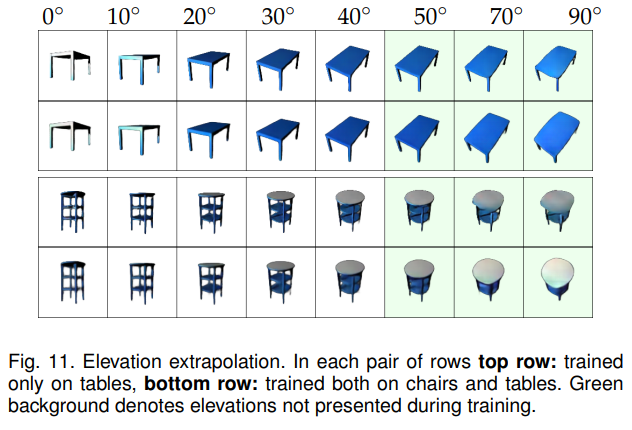 0° 10° 20° 30° 40° 50° 70° 90°
Fig. 11. Elevation extrapolation. In each pair of rows top row: trained
only on tables, bottom row: trained both on chairs and tables. Green
background denotes elevations not presented during training.